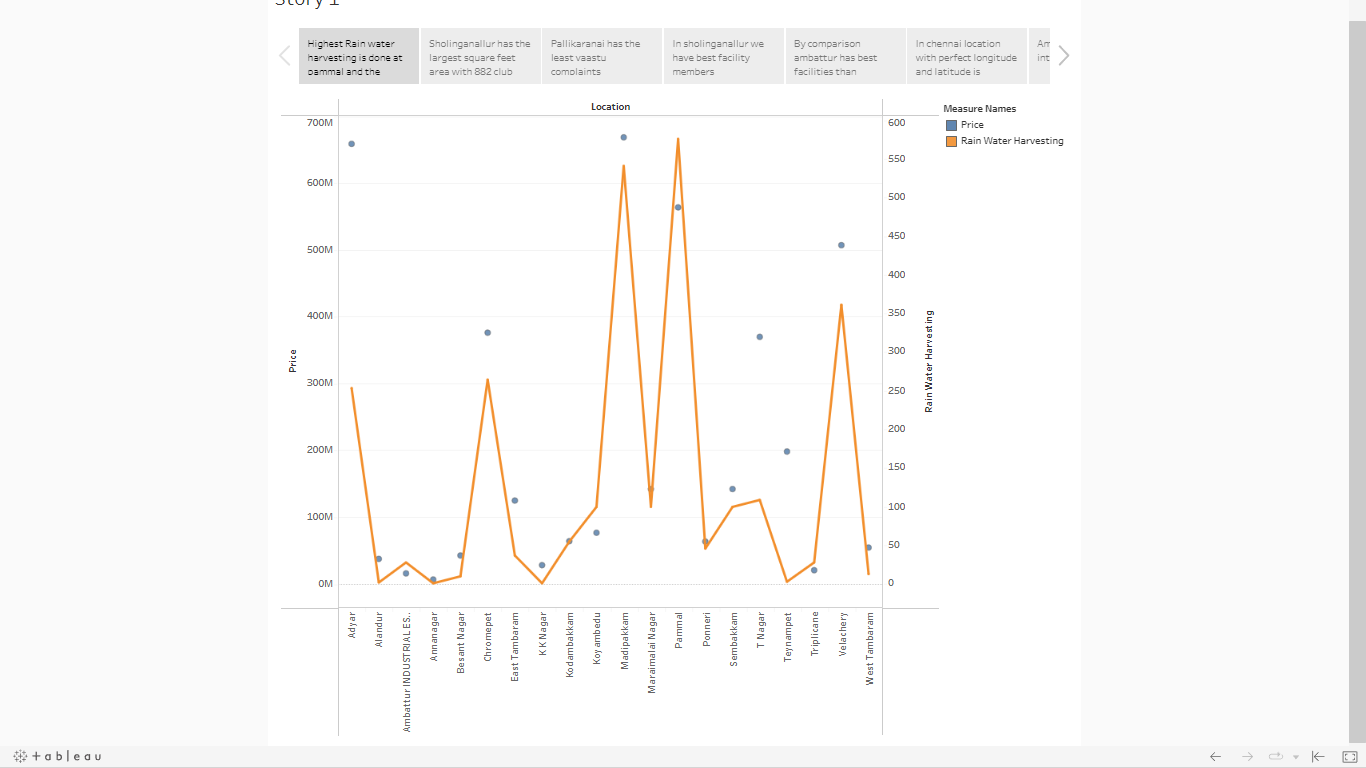 Story 1
Highest Rain water
harvesting is done at
pammal and the
Sholinganallur has the
largest square feet
area with 882 club
Pallikaranai has the
least vaastu
complaints
In sholinganallur we
have best facility
members
By comparison
ambattur has best
facilities than
In chennai location
with perfect longitude
and latitude is
Location
Measure Names
Price
Rain Water Harvesting
700M
600M
500M
400M
300M
200M
100M
0M
Price
600
550
500
450
400
350
300
250
200
150
100
50
0
Rain Water Harvesting
Adyar
Alandur
Ambattur INDUSTRIAL ES..
Annanagar
Besant Nagar
Chromepet
East Tambaram
K K Nagar
Kodambakkam
Koyambedu
Madipakkam
Maraimalai Nagar
Pammal
Ponneri
Sembakkam
T Nagar
Teynampet
Triplicane
Velachery
West Tambaram
+ableau